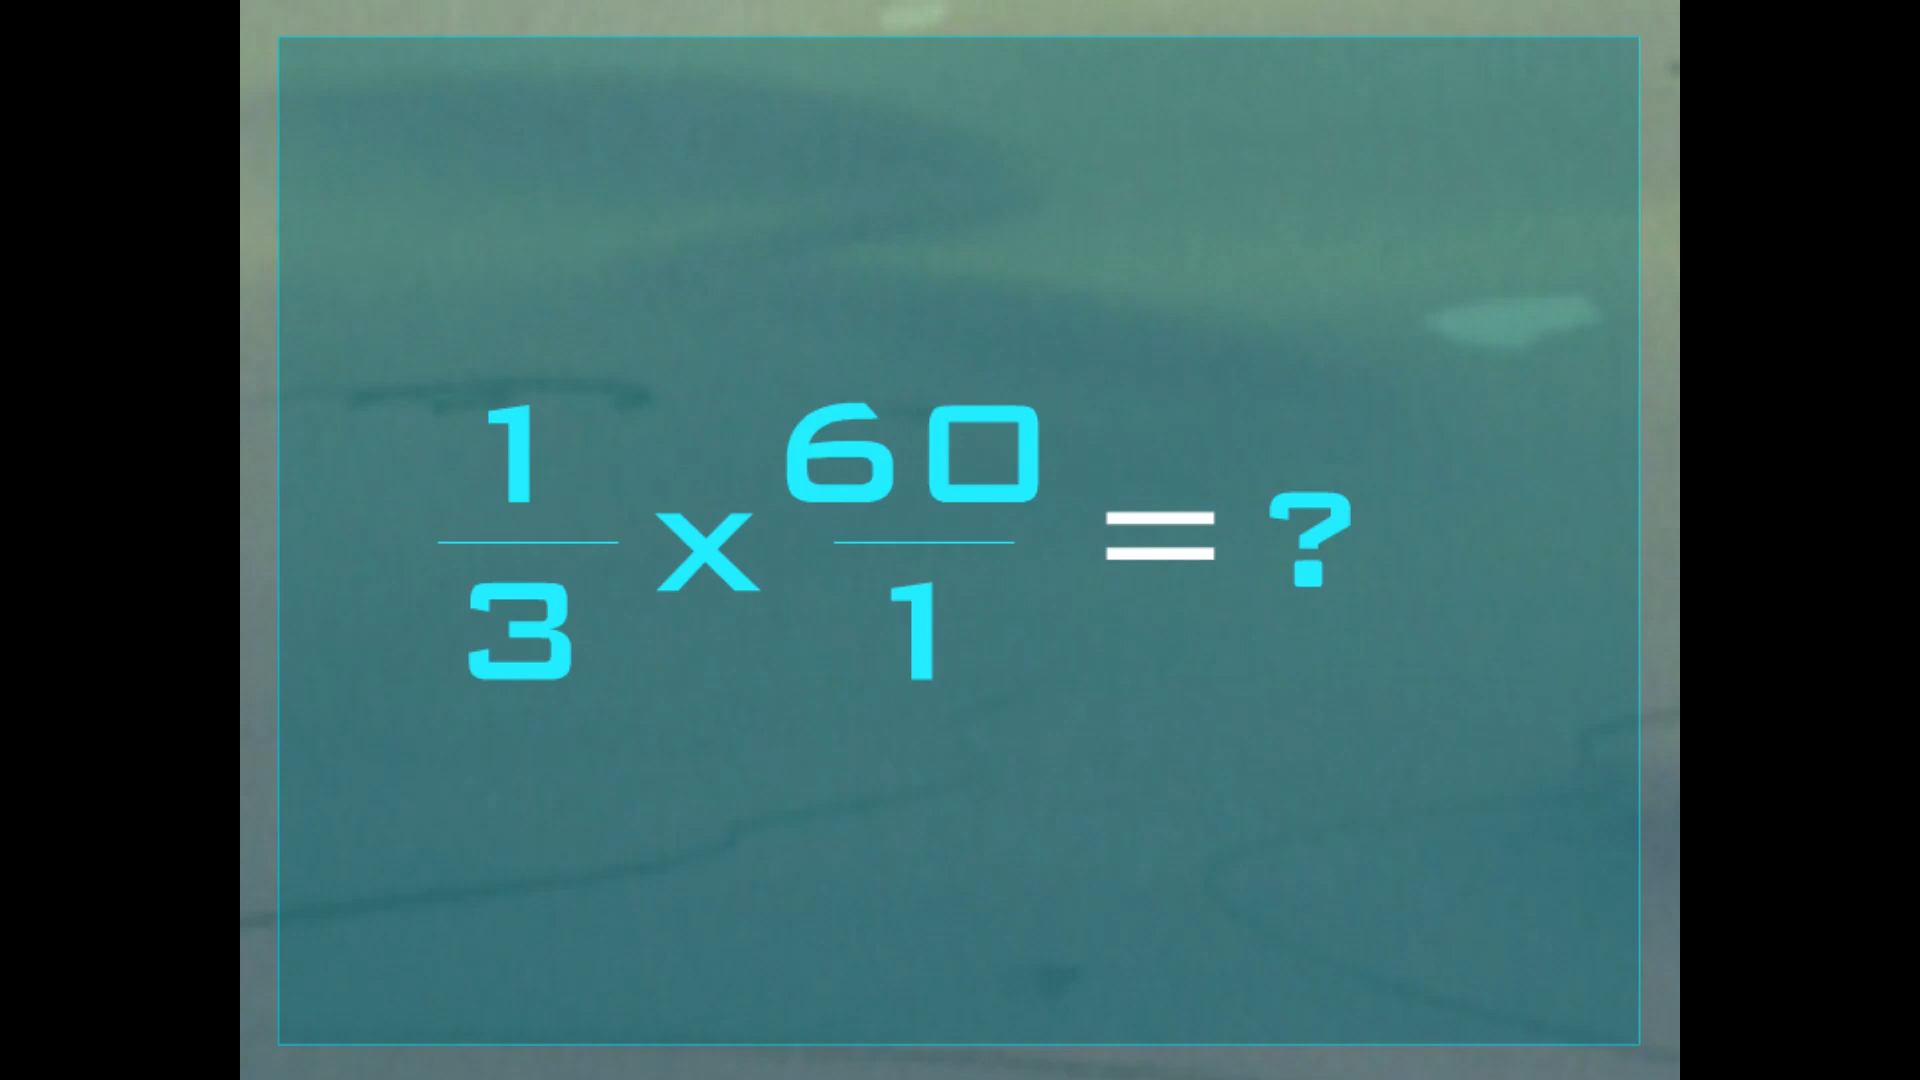 1 60
x = ?
3 1